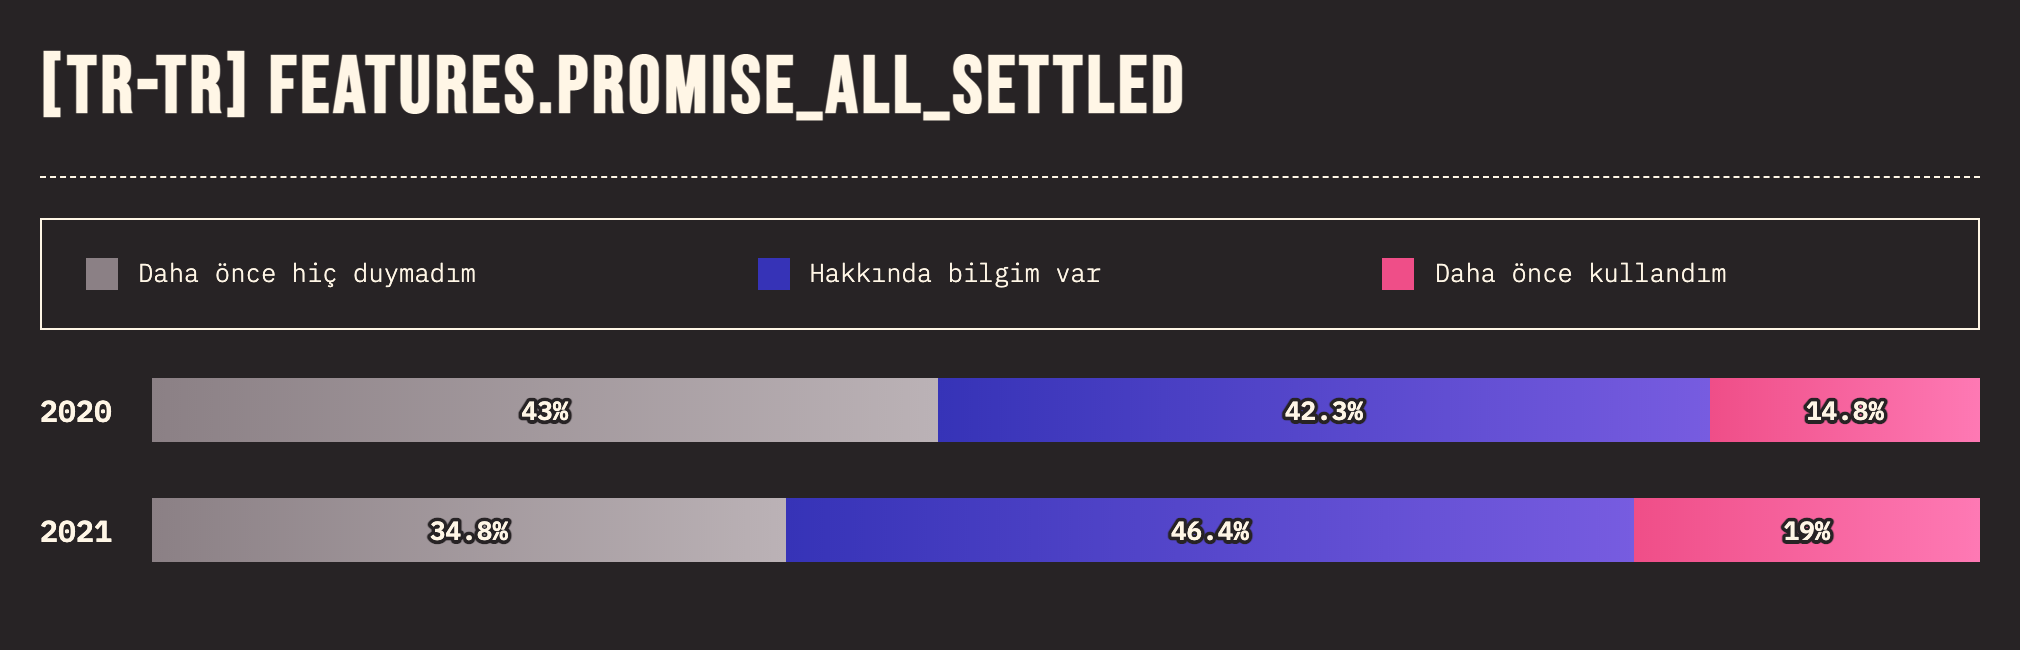 [TR-TR] FEATURES.PROMISE_ALL_SETTLED
Daha önce hiç duymadım Hakkında bilgim var Daha önce kullandım
2020 43% 42.3% 14.8%
2021 34.8% 46.4% 19%